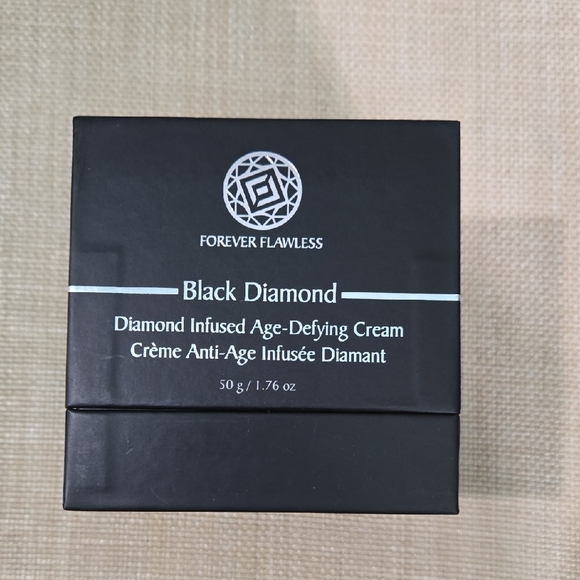 FOREVER FLAWLESS
Black Diamond
Diamond Infused Age-Defying Cream
Crème Anti-Age Infusée Diamant
50 g / 1.76 oz